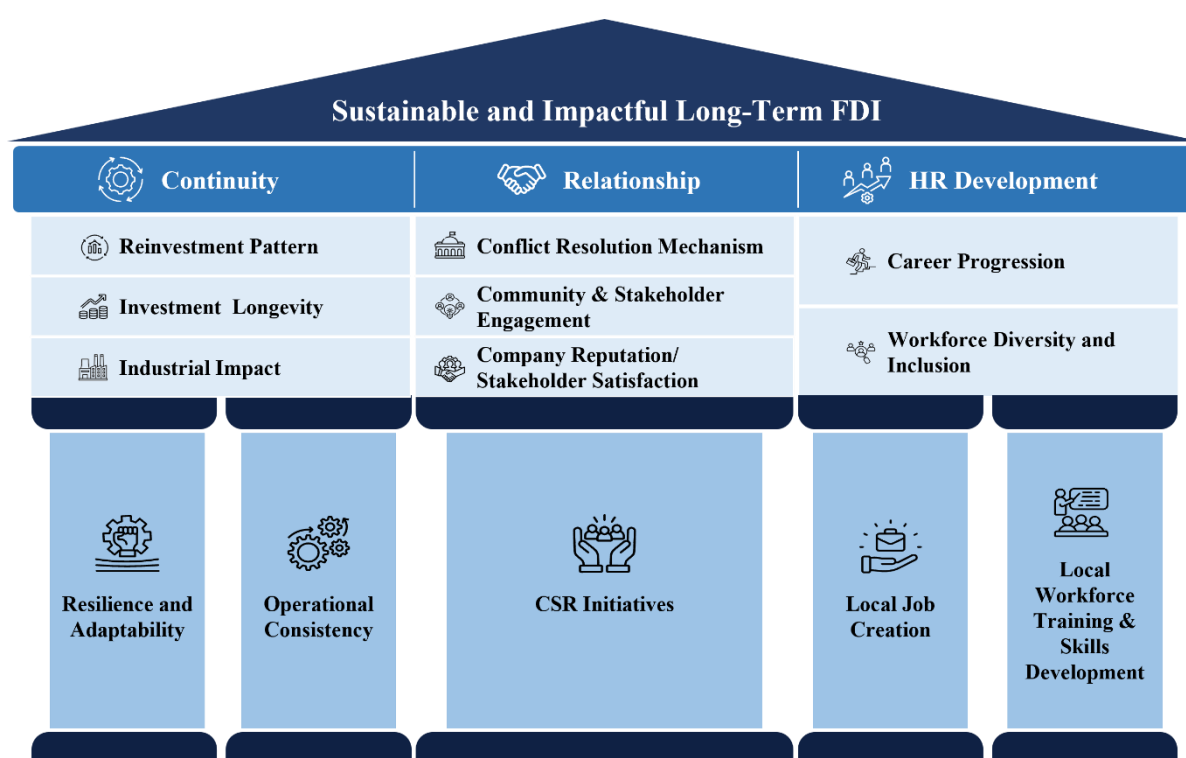 Sustainable and Impactful Long-Term FDI
Continuity
Relationship
HR Development
Reinvestment Pattern
Investment Longevity
Industrial Impact
Conflict Resolution Mechanism
Community & Stakeholder
Engagement
Company Reputation/
Stakeholder Satisfaction
Career Progression
Workforce Diversity and
Inclusion
Resilience and
Adaptability
Operational
Consistency
CSR Initiatives
Local Job
Creation
Local
Workforce
Training &
Skills
Development